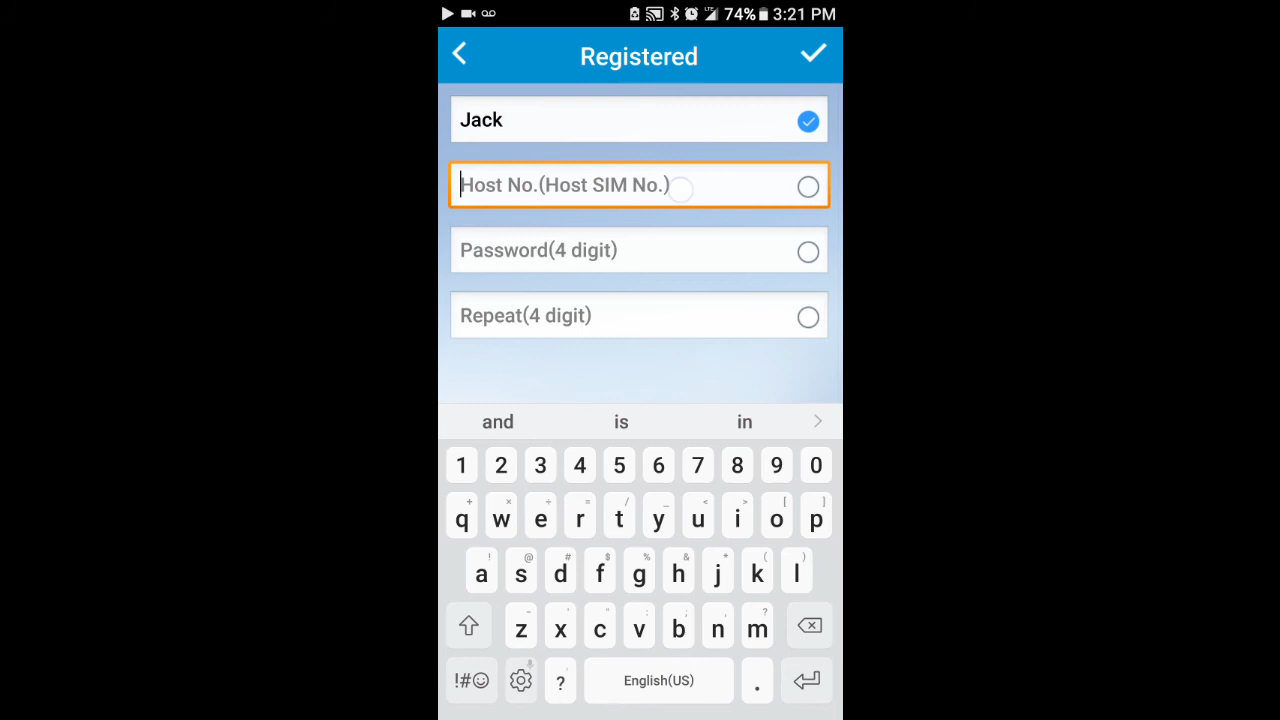 LTE 74% 3:21 PM
Registered
Jack
Host No.(Host SIM No.)
Password(4 digit)
Repeat(4 digit)
and is in
1 2 3 4 5 6 7 8 9 0
+ × ÷ = / _ < > [ ]
q w e r t y u i o p
! @ # $ % & * ( )
a s d f g h j k l
- ' " : ; , ?
z x c v b n m
!#☺ ? English(US) .